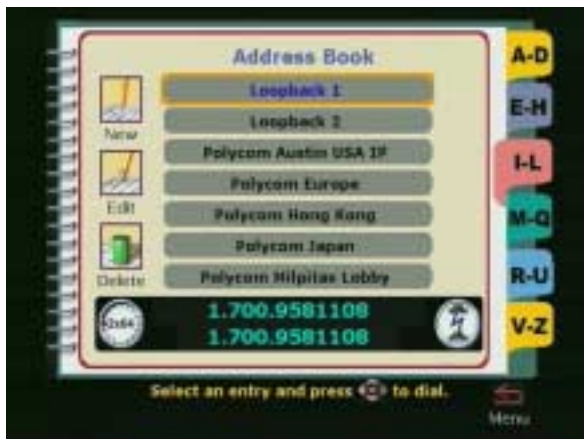 Address Book
A-D
Loopback 1
New
Loopback 2
E-H
Polycom Austin USA IP
I-L
Edit
Polycom Europe
Polycom Hong Kong
M-Q
Delete
Polycom Japan
Polycom Milpitas Lobby
R-U
2x64
1.700.9581108
1.700.9581108
V-Z
Select an entry and press to dial.
Menu